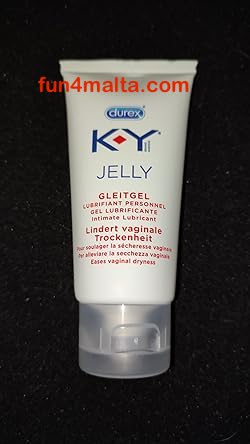 fun4malta.com
durex
K-Y
JELLY
GLEITGEL
LUBRIFIANT PERSONNEL
GEL LUBRIFICANTE
Intimate Lubricant
Lindert vaginale
Trockenheit
Pour soulager la sécheresse vaginale
Per alleviare la secchezza vaginale
Eases vaginal dryness